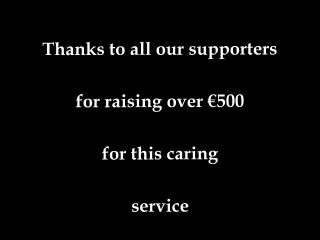 Thanks to all our supporters
for raising over €500
for this caring
service